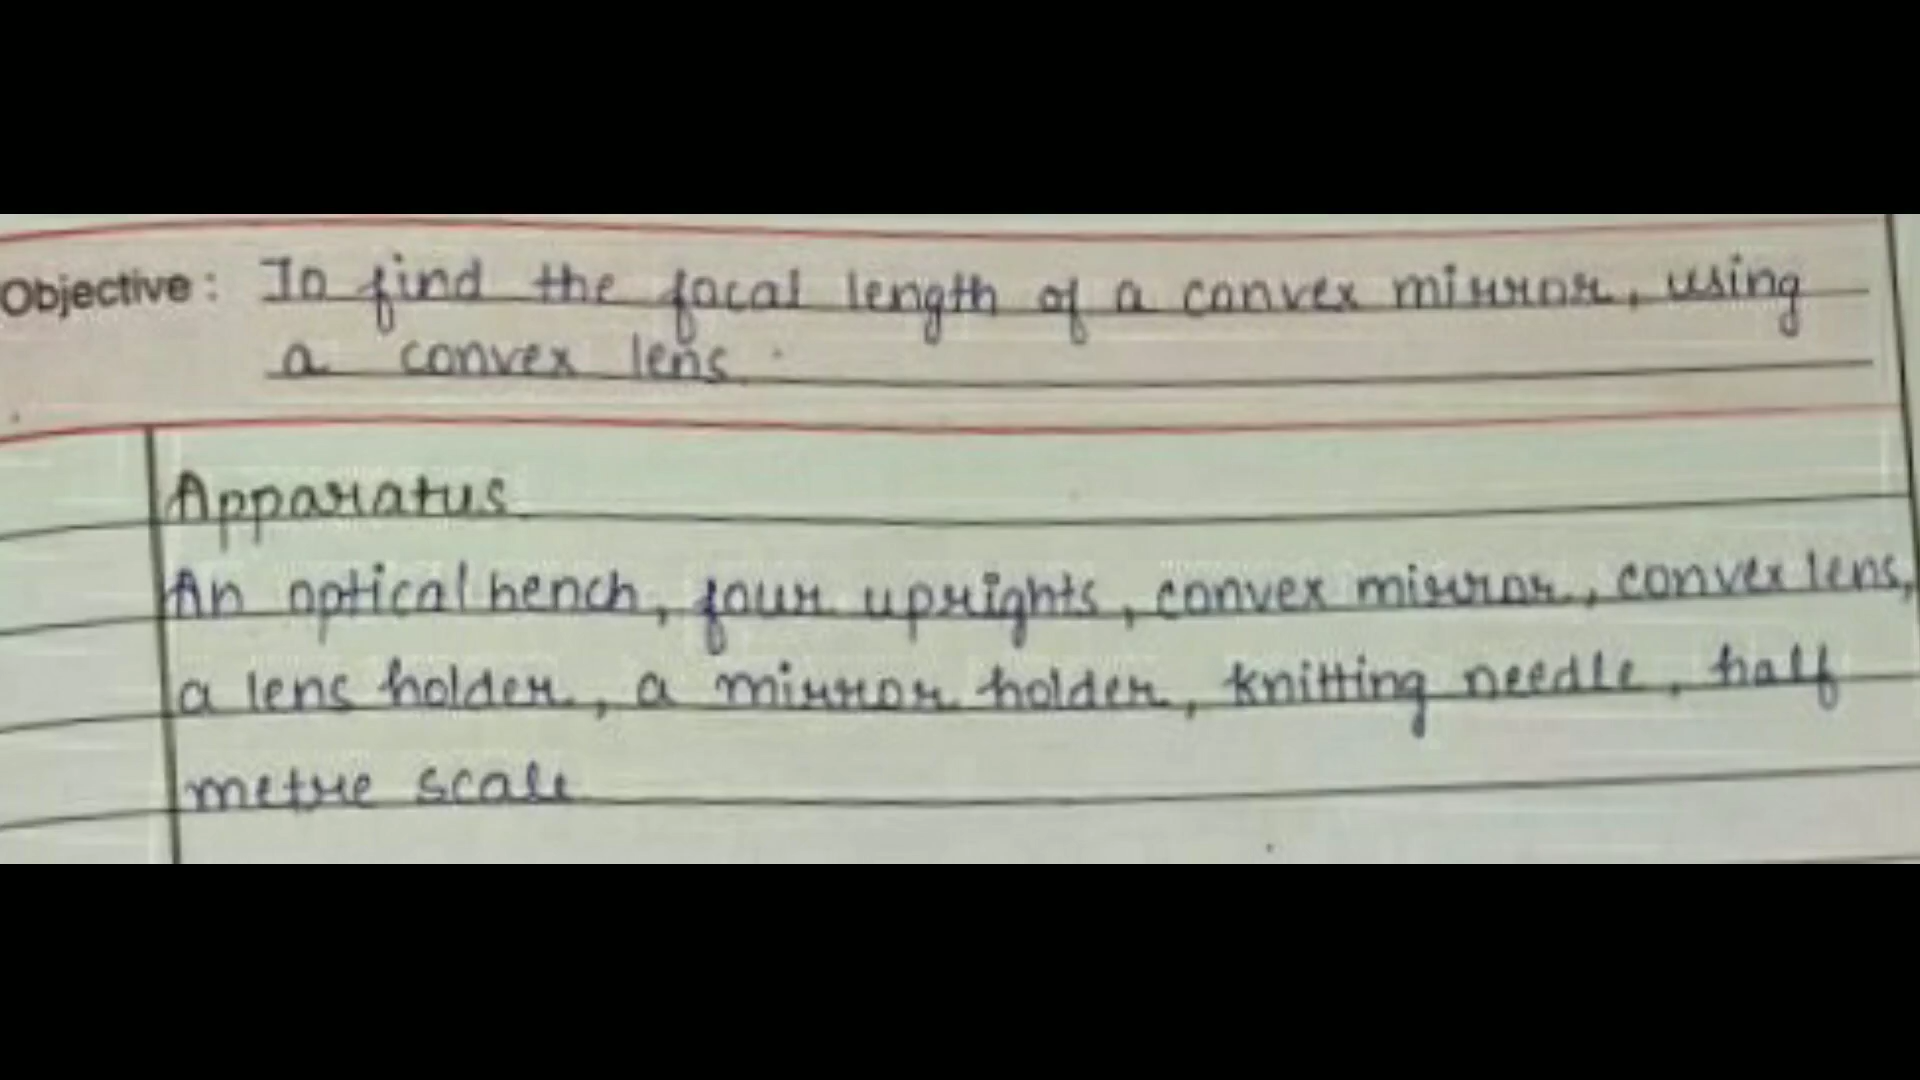 Objective : To find the focal length of a convex mirror, using
a convex lens.
Apparatus
An optical bench, four uprights, convex mirror, convex lens,
a lens holder, a mirror holder, knitting needle, half
metre scale